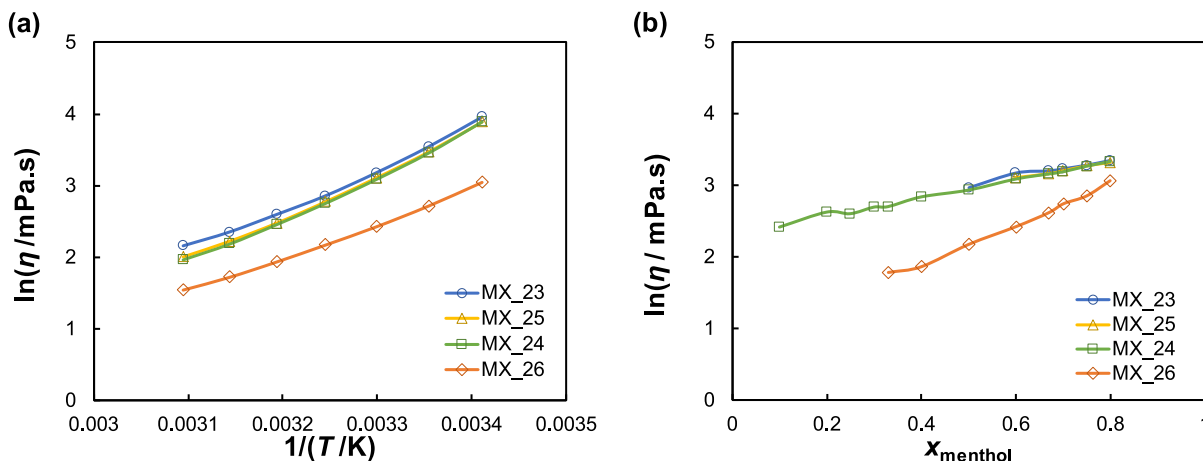 (a)
ln(η /mPa.s)
5
4
3
2
1
0
0.003 0.0031 0.0032 0.0033 0.0034 0.0035
1/(T /K)
MX_23
MX_25
MX_24
MX_26
(b)
ln(η / mPa.s)
5
4
3
2
1
0
0 0.2 0.4 0.6 0.8 1
xmenthol
MX_23
MX_25
MX_24
MX_26